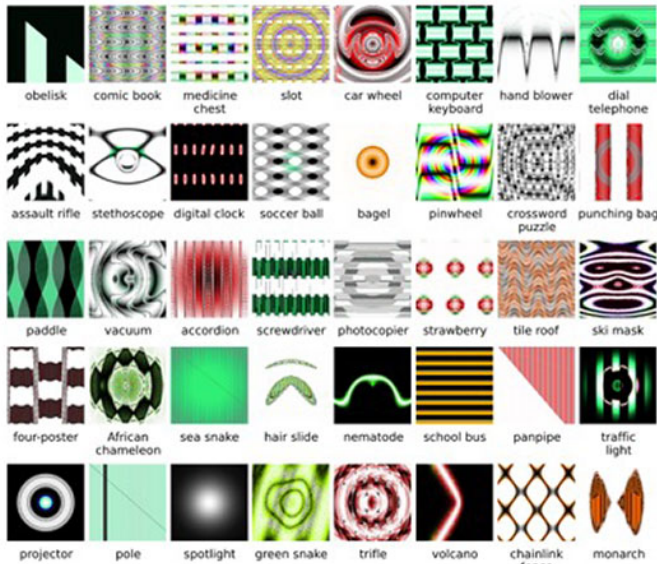 obelisk
comic book
medicine
chest
slot
car wheel
computer
keyboard
hand blower
dial
telephone
assault rifle
stethoscope
digital clock
soccer ball
bagel
pinwheel
crossword
puzzle
punching bag
paddle
vacuum
accordion
screwdriver
photocopier
strawberry
tile roof
ski mask
four-poster
African
chameleon
sea snake
hair slide
nematode
school bus
panpipe
traffic
light
projector
pole
spotlight
green snake
trifle
volcano
chainlink
monarch